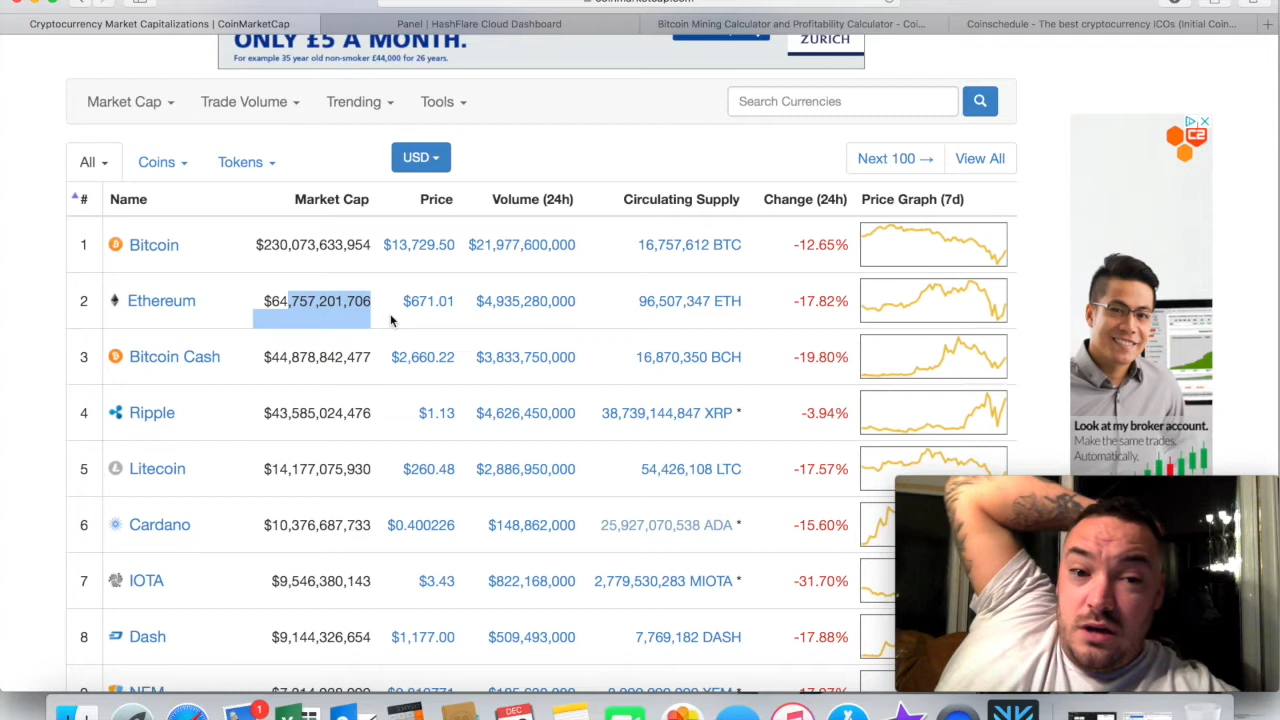 coinmarketcap.com
Cryptocurrency Market Capitalizations | CoinMarketCap Panel | HashFlare Cloud Dashboard Bitcoin Mining Calculator and Profitability Calculator - Coi... Coinschedule - The best cryptocurrency ICOs (Initial Coin...
ONLY £5 A MONTH.
For example 35 year old non-smoker £44,000 for 26 years.
ZURICH
Market Cap Trade Volume Trending Tools Search Currencies
All Coins Tokens USD Next 100 → View All
# Name Market Cap Price Volume (24h) Circulating Supply Change (24h) Price Graph (7d)
1 Bitcoin $230,073,633,954 $13,729.50 $21,977,600,000 16,757,612 BTC -12.65%
2 Ethereum $64,757,201,706 $671.01 $4,935,280,000 96,507,347 ETH -17.82%
3 Bitcoin Cash $44,878,842,477 $2,660.22 $3,833,750,000 16,870,350 BCH -19.80%
4 Ripple $43,585,024,476 $1.13 $4,626,450,000 38,739,144,847 XRP * -3.94%
5 Litecoin $14,177,075,930 $260.48 $2,886,950,000 54,426,108 LTC -17.57%
6 Cardano $10,376,687,733 $0.400226 $148,862,000 25,927,070,538 ADA * -15.60%
7 IOTA $9,546,380,143 $3.43 $822,168,000 2,779,530,283 MIOTA * -31.70%
8 Dash $9,144,326,654 $1,177.00 $509,493,000 7,769,182 DASH -17.88%
NEM
C2
Look at my broker account.
Make the same trades.
Automatically.
1
DEC